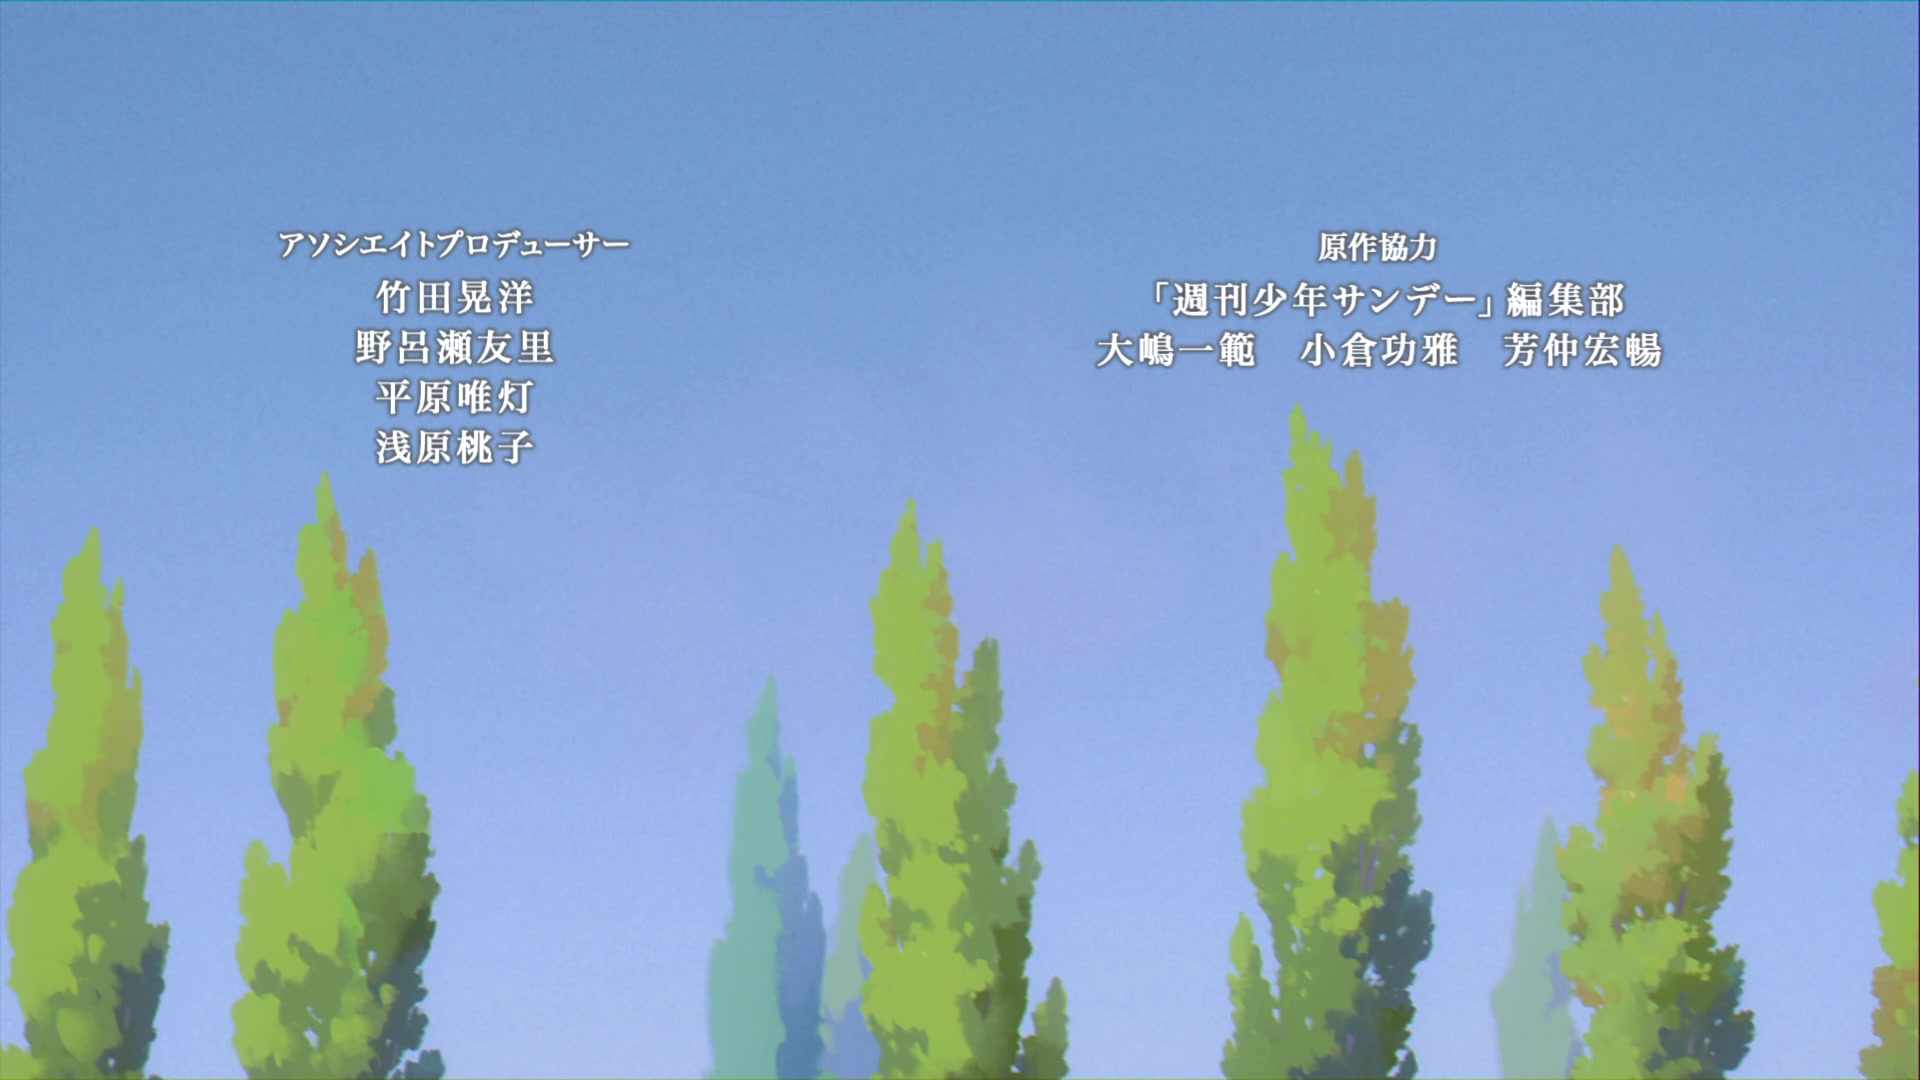 アソシエイトプロデューサー
竹田晃洋
野呂瀬友里
平原唯灯
浅原桃子
原作協力
「週刊少年サンデー」編集部
大嶋一範　小倉功雅　芳仲宏暢